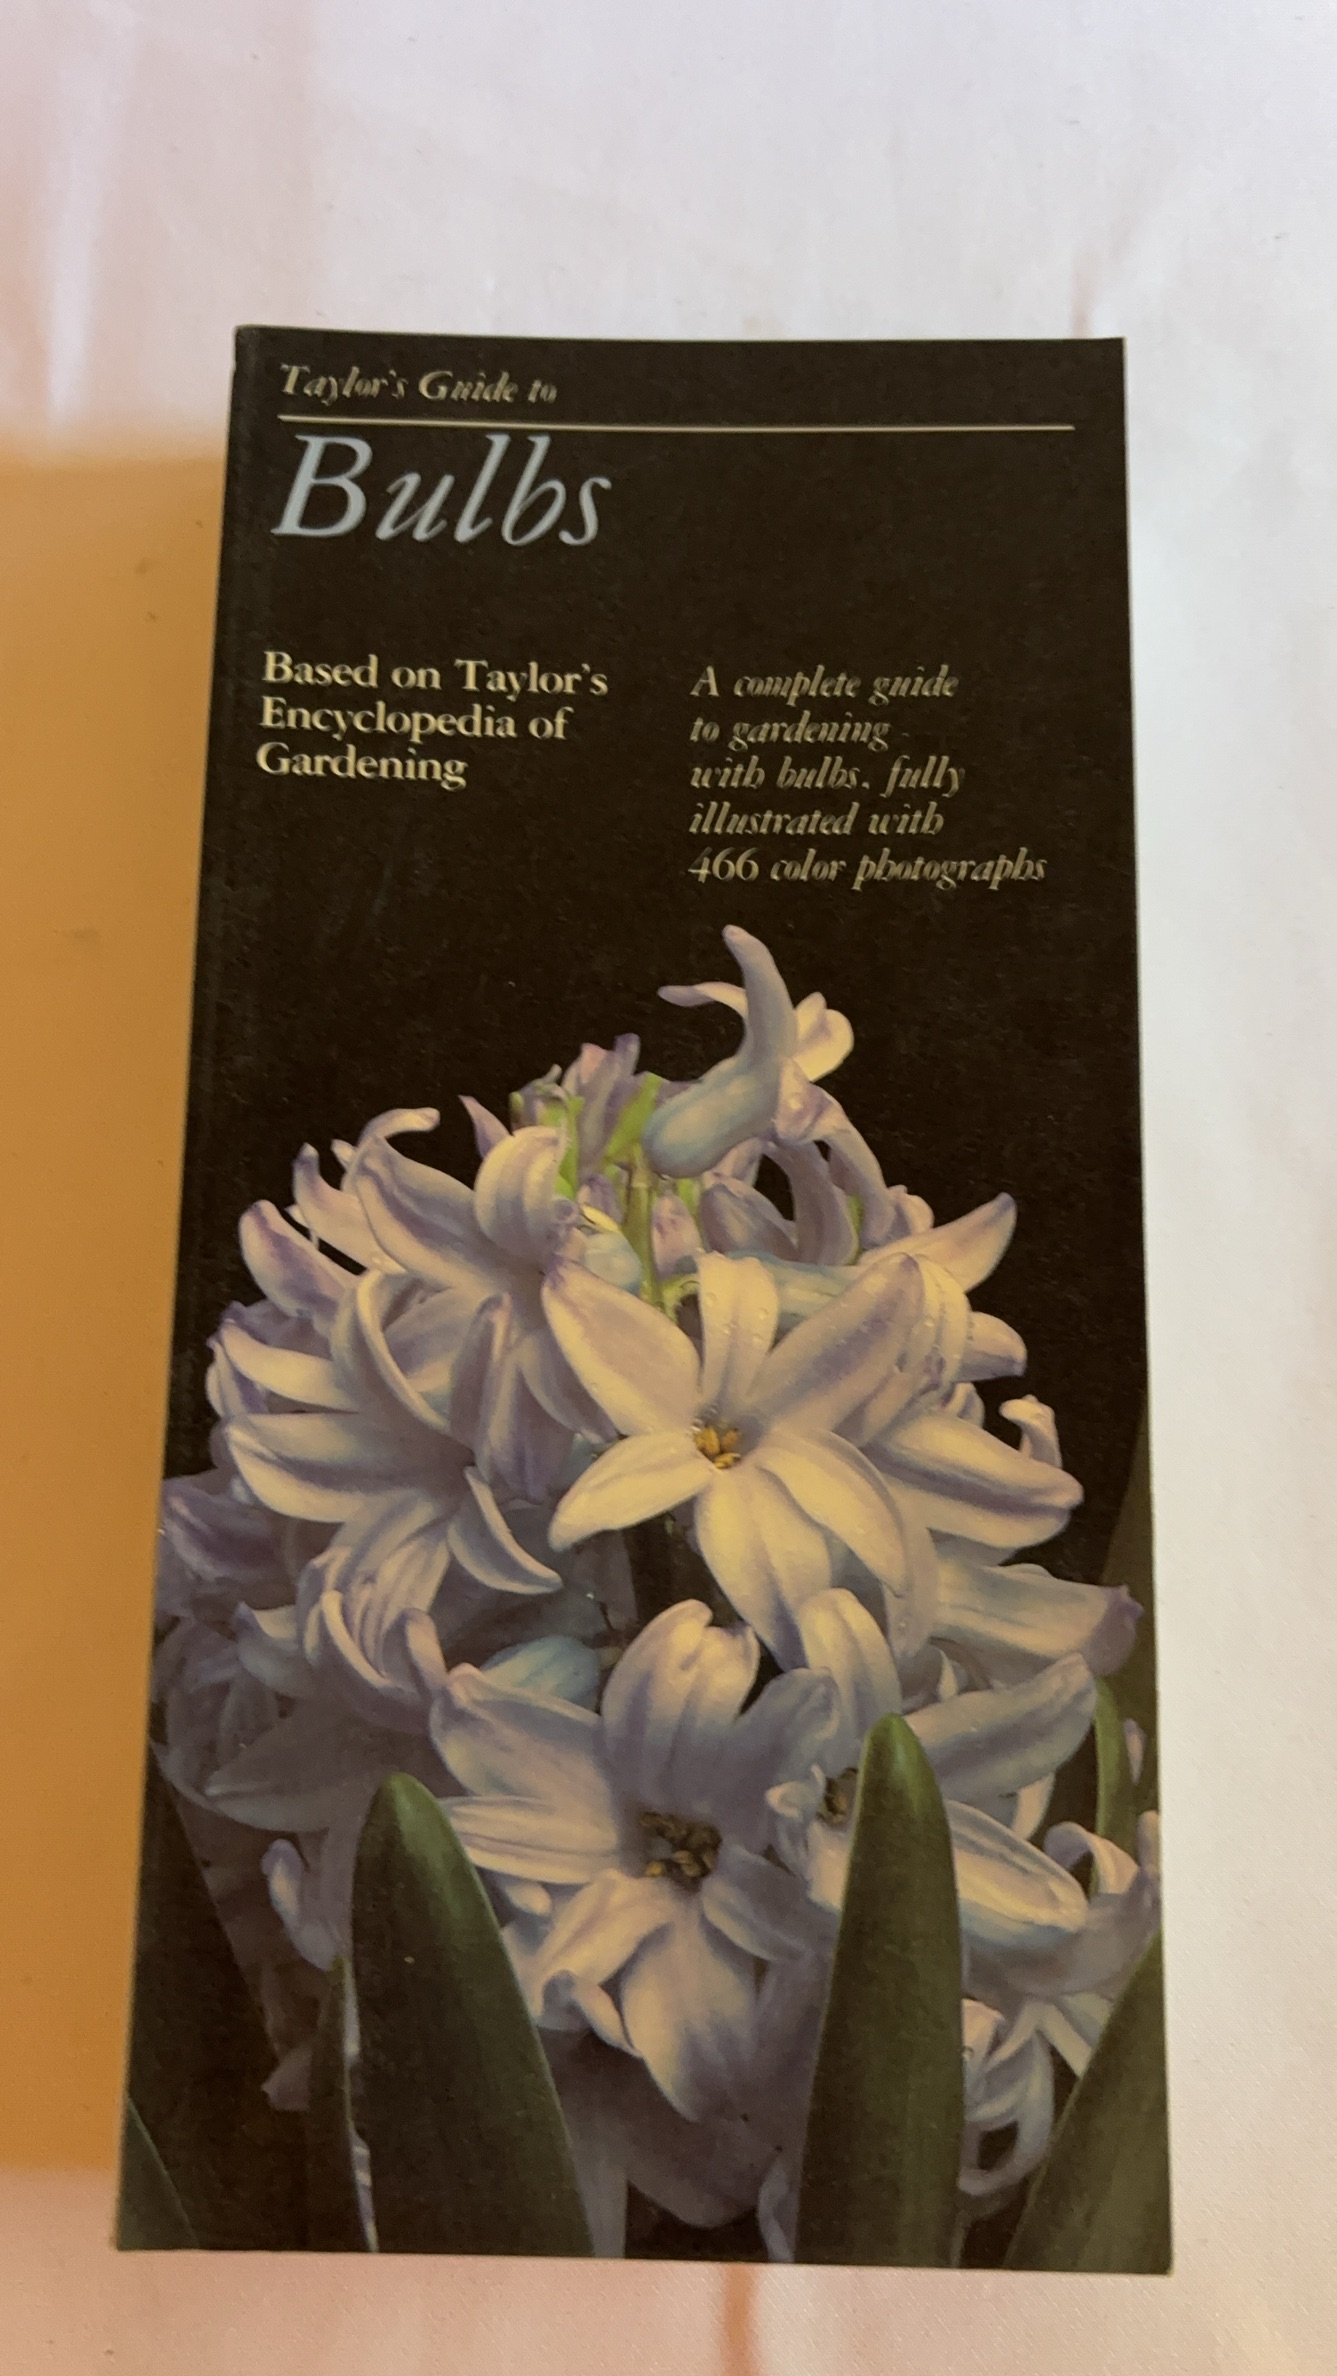 Taylor's Guide to
Bulbs
Based on Taylor's
Encyclopedia of
Gardening
A complete guide
to gardening
with bulbs, fully
illustrated with
466 color photographs